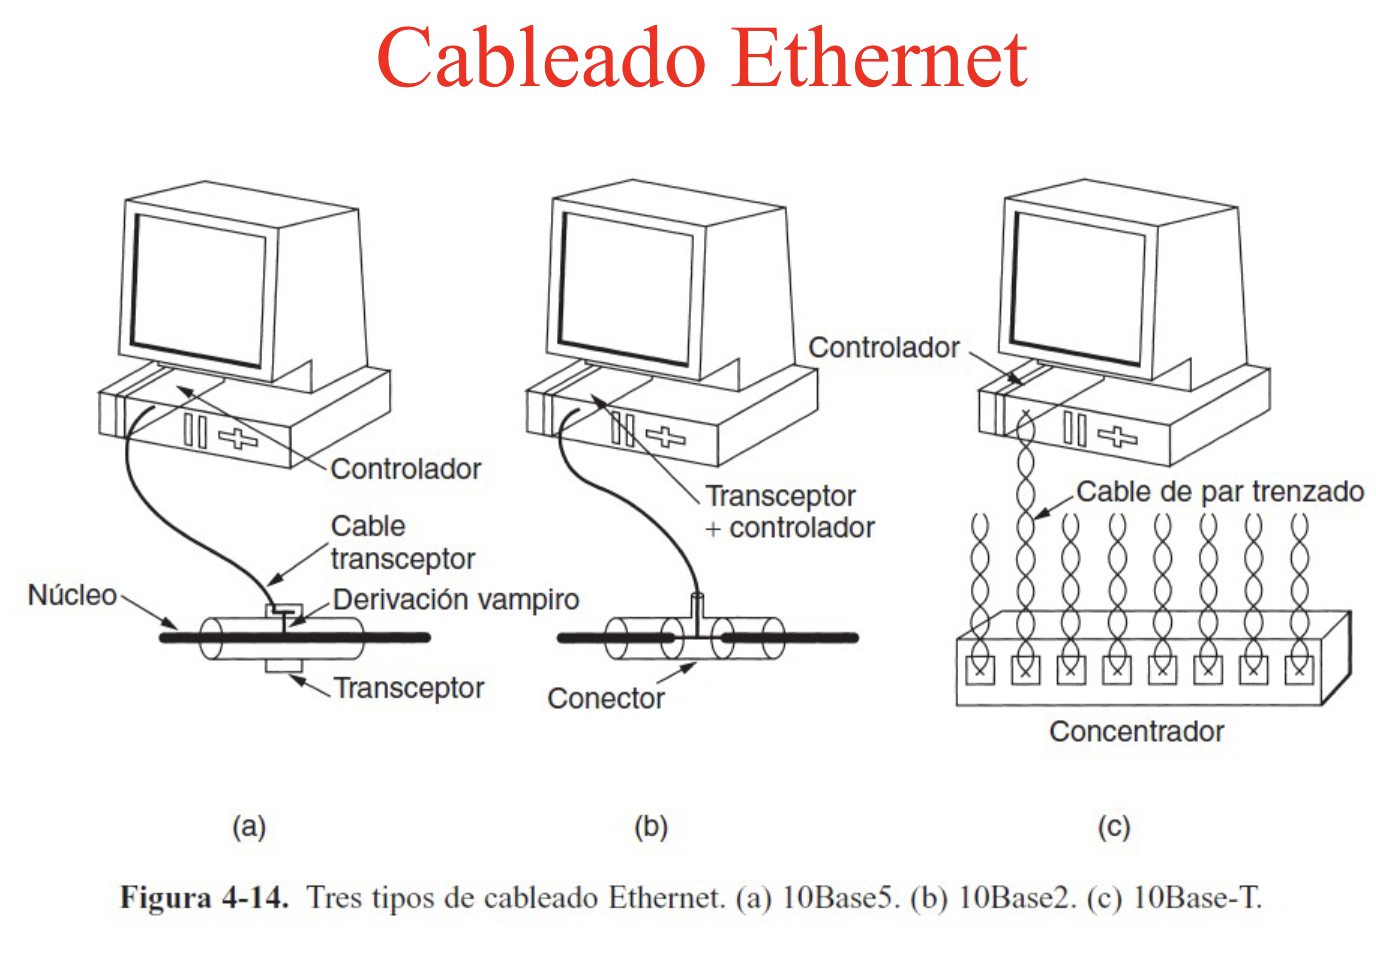 Cableado Ethernet
Controlador
Cable
transceptor
Núcleo
Derivación vampiro
Transceptor
(a)
Transceptor
+ controlador
Conector
(b)
Controlador
Cable de par trenzado
Concentrador
(c)
Figura 4-14. Tres tipos de cableado Ethernet. (a) 10Base5. (b) 10Base2. (c) 10Base-T.